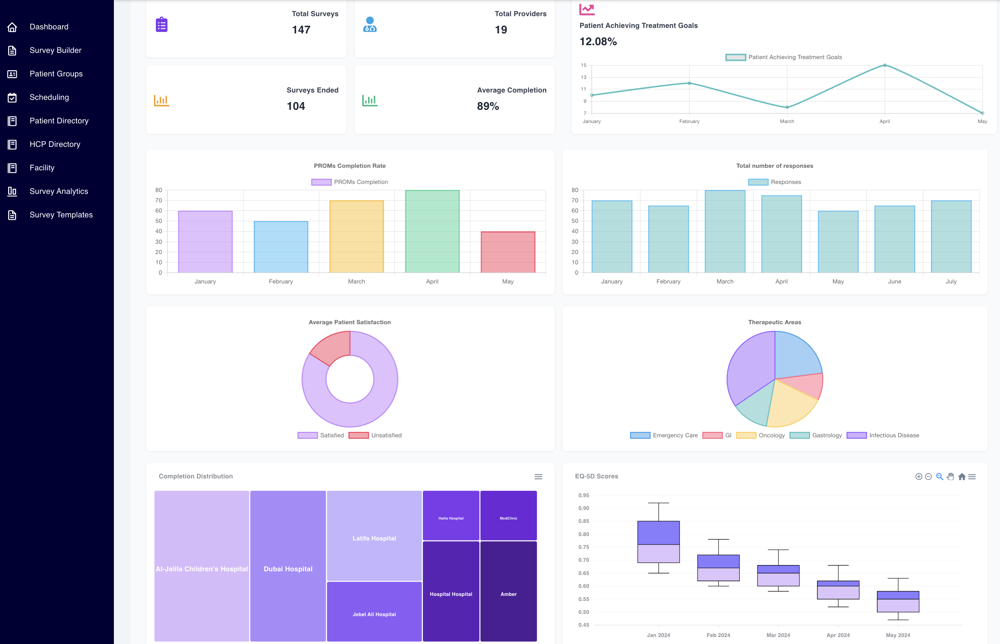 Dashboard
Survey Builder
Patient Groups
Scheduling
Patient Directory
HCP Directory
Facility
Survey Analytics
Survey Templates
Total Surveys
147
Total Providers
19
Surveys Ended
104
Average Completion
89%
Patient Achieving Treatment Goals
12.08%
Patient Achieving Treatment Goals
15
13
11
9
7
January February March April May
PROMs Completion Rate
PROMs Completion
80
70
60
50
40
30
20
10
0
January February March April May
Total number of responses
Responses
80
70
60
50
40
30
20
10
0
January February March April May June July
Average Patient Satisfaction
Satisfied Unsatisfied
Therapeutic Areas
Emergency Care GI Oncology Gastrology Infectious Disease
Completion Distribution
Al-Jalila Children's Hospital
Dubai Hospital
Latifa Hospital
Jebel Ali Hospital
Hatta Hospital
MedClinic
Hospital Hospital
Amber
EQ-5D Scores
0.95
0.90
0.85
0.80
0.75
0.70
0.65
0.60
0.55
0.50
0.45
Jan 2024 Feb 2024 Mar 2024 Apr 2024 May 2024